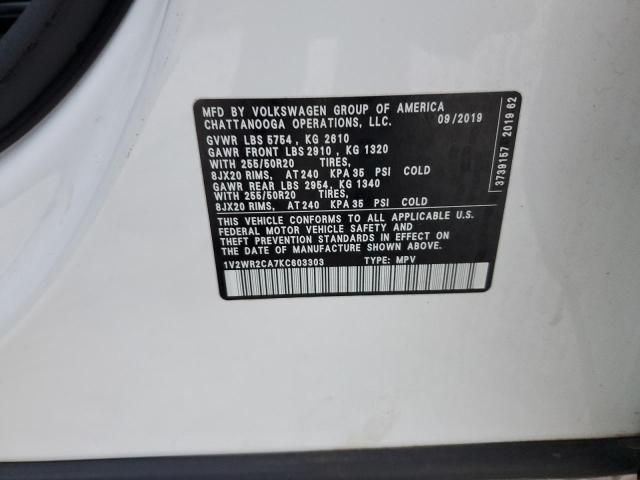 MFD BY VOLKSWAGEN GROUP OF AMERICA
CHATTANOOGA OPERATIONS, LLC. 09/2019
GVWR LBS 5754 , KG 2610
GAWR FRONT LBS 2910 , KG 1320
WITH 255/50R20 TIRES,
8JX20 RIMS, AT 240 KPA 35 PSI COLD
GAWR REAR LBS 2954, KG 1340
WITH 255/50R20 TIRES,
8JX20 RIMS, AT 240 KPA 35 PSI COLD
THIS VEHICLE CONFORMS TO ALL APPLICABLE U.S.
FEDERAL MOTOR VEHICLE SAFETY AND
THEFT PREVENTION STANDARDS IN EFFECT ON
THE DATE OF MANUFACTURE SHOWN ABOVE.
1V2WR2CA7KC603303 TYPE: MPV
3739157 2019 62